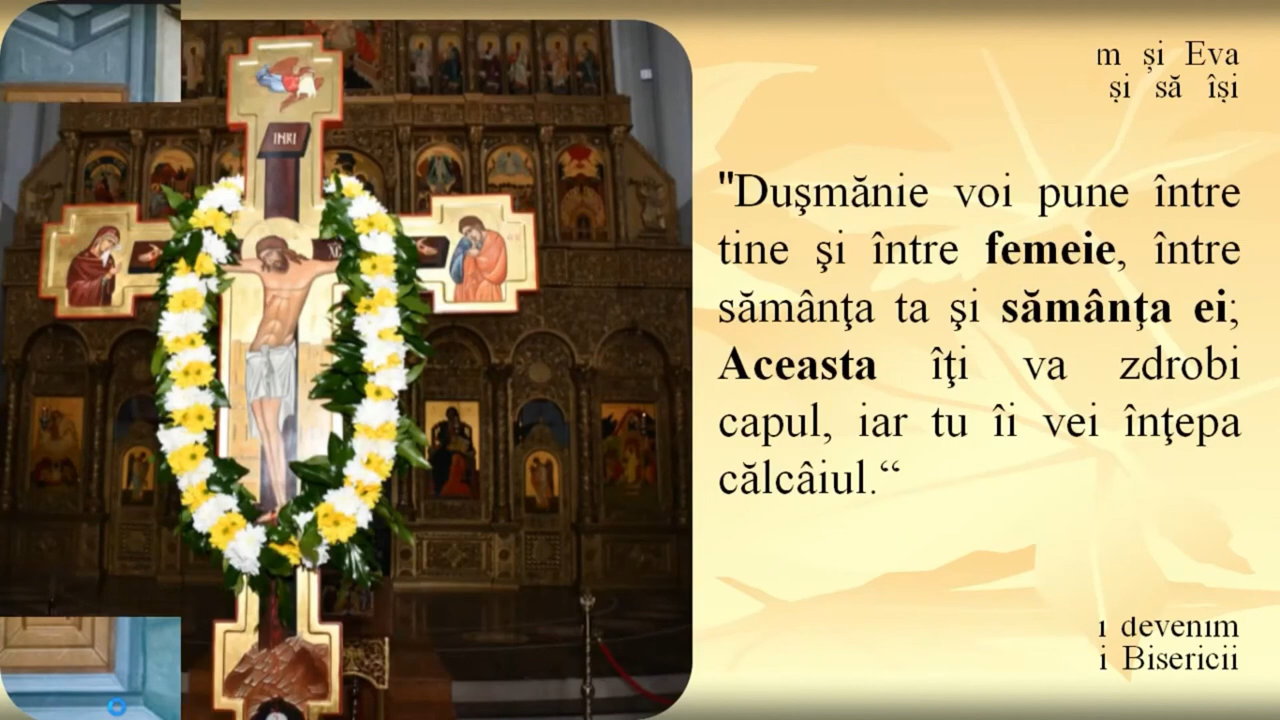 INRI
m și Eva
și să își
"Duşmănie voi pune între
tine şi între femeie, între
sămânţa ta şi sămânţa ei;
Aceasta îţi va zdrobi
capul, iar tu îi vei înţepa
călcâiul.“
i devenim
i Bisericii